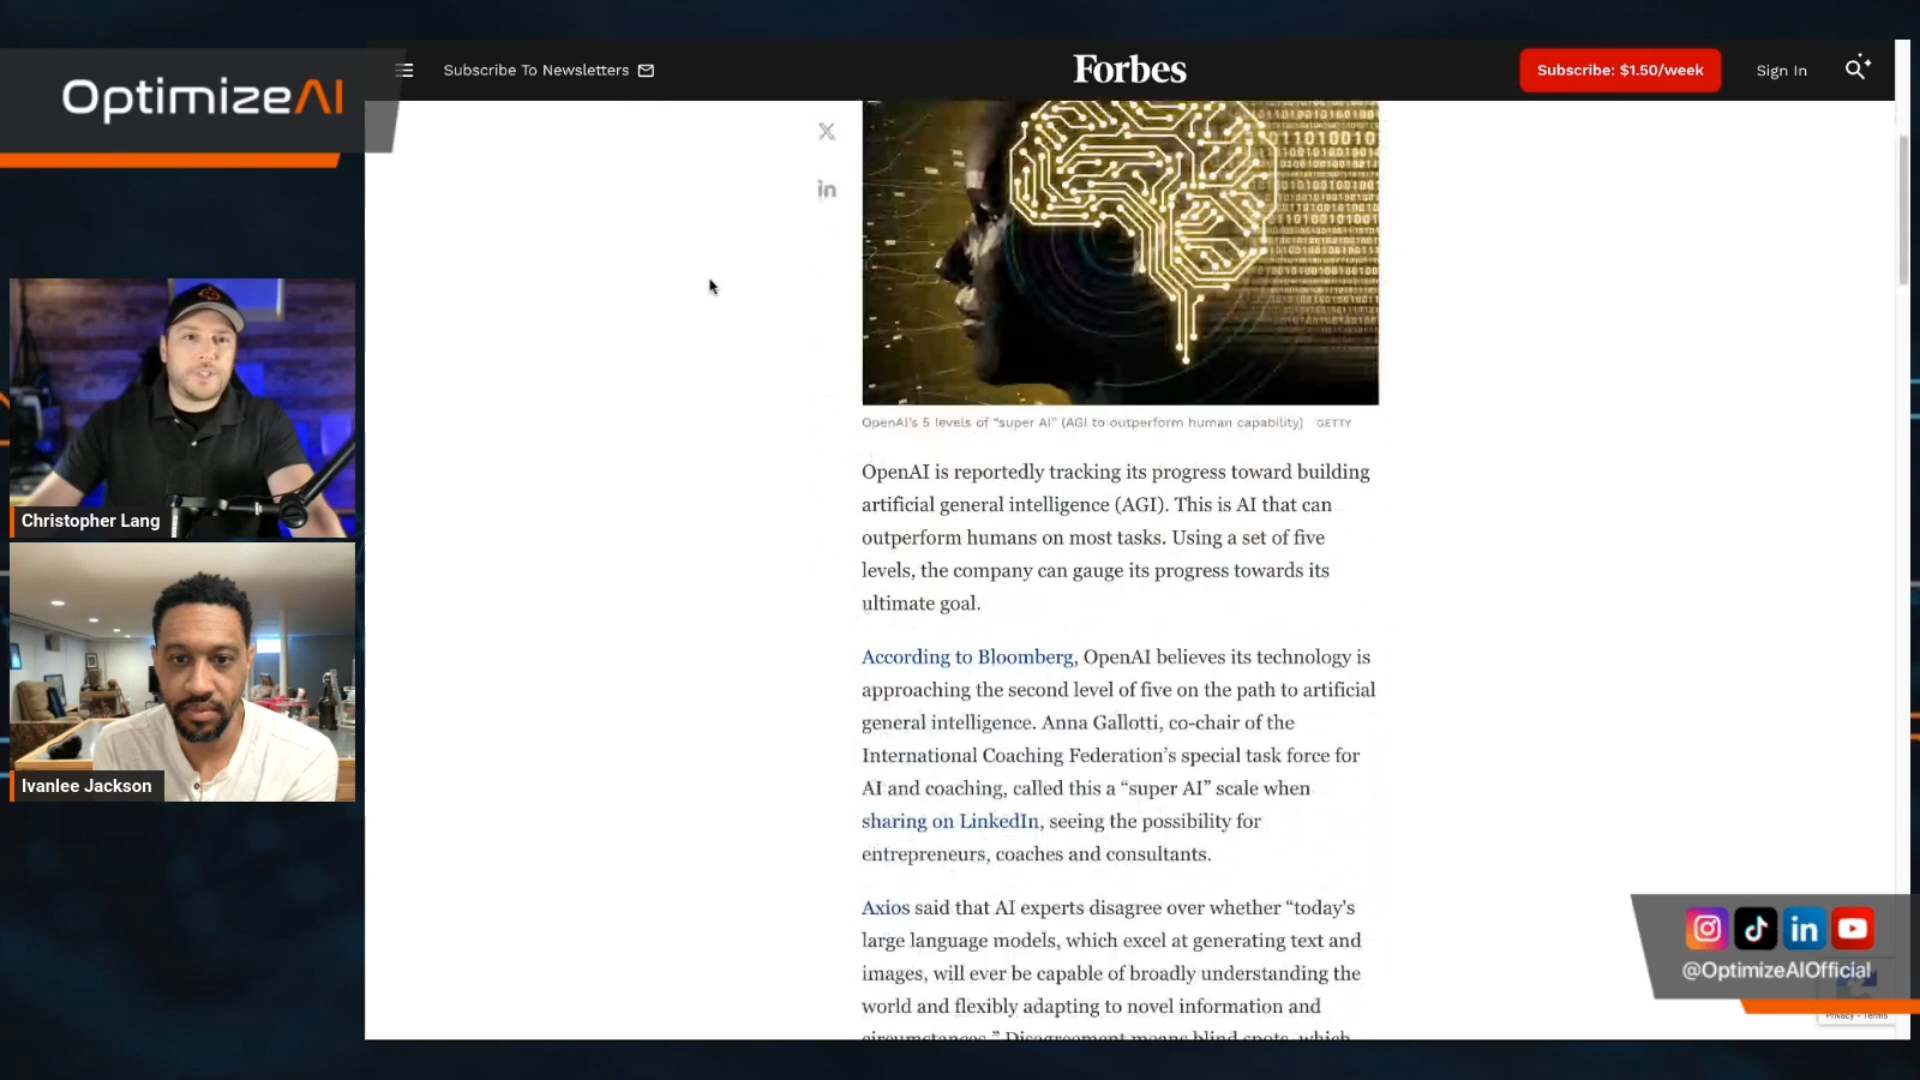 OptimizeAI
Subscribe To Newsletters
Forbes
Subscribe: $1.50/week
Sign In
OpenAI's 5 levels of "super AI" (AGI to outperform human capability) GETTY
OpenAI is reportedly tracking its progress toward building
artificial general intelligence (AGI). This is AI that can
outperform humans on most tasks. Using a set of five
levels, the company can gauge its progress towards its
ultimate goal.
According to Bloomberg, OpenAI believes its technology is
approaching the second level of five on the path to artificial
general intelligence. Anna Gallotti, co-chair of the
International Coaching Federation's special task force for
AI and coaching, called this a "super AI" scale when
sharing on LinkedIn, seeing the possibility for
entrepreneurs, coaches and consultants.
Axios said that AI experts disagree over whether "today's
large language models, which excel at generating text and
images, will ever be capable of broadly understanding the
world and flexibly adapting to novel information and
circumstances." Disagreement means blind spots, which
Christopher Lang
Ivanlee Jackson
@OptimizeAIOfficial
Privacy - Terms